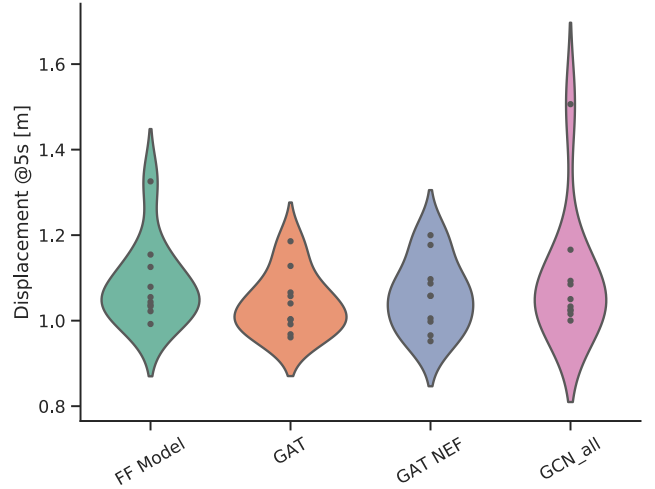 Displacement @5s [m]
1.6
1.4
1.2
1.0
0.8
FF Model
GAT
GAT NEF
GCN_all